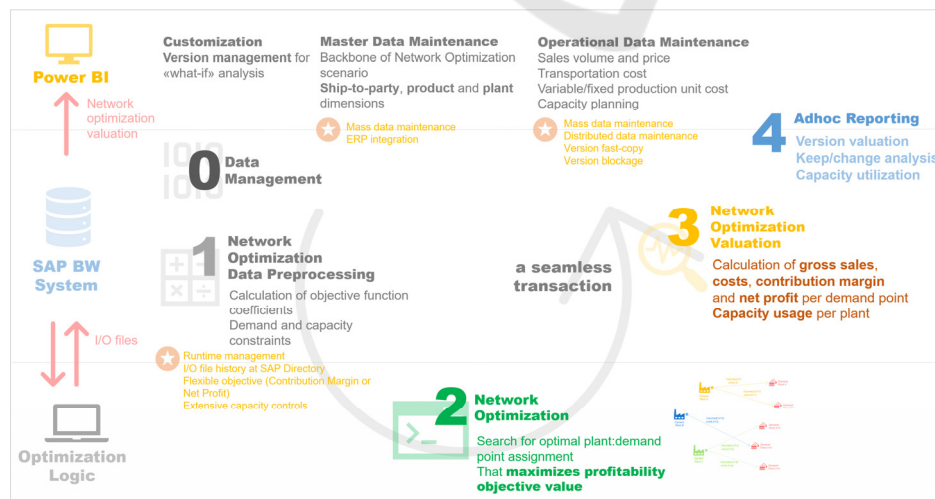 Power BI
Network
optimization
valuation
SAP BW
System
I/O files
Optimization
Logic
Customization
Version management for
«what-if» analysis
Master Data Maintenance
Backbone of Network Optimization
scenario
Ship-to-party, product and plant
dimensions
Mass data maintenance
ERP integration
Operational Data Maintenance
Sales volume and price
Transportation cost
Variable/fixed production unit cost
Capacity planning
Mass data maintenance
Distributed data maintenance
Version fast-copy
Version blockage
4 Adhoc Reporting
Version valuation
Keep/change analysis
Capacity utilization
1010
1010
0 Data
Management
1 Network
Optimization
Data Preprocessing
Calculation of objective function
coefficients
Demand and capacity
constraints
Runtime management
I/O file history at SAP Directory
Flexible objective (Contribution Margin or
Net Profit)
Extensive capacity controls
a seamless
transaction
3 Network
Optimization
Valuation
Calculation of gross sales,
costs, contribution margin
and net profit per demand point
Capacity usage per plant
2 Network
Optimization
Search for optimal plant:demand
point assignment
That maximizes profitability
objective value